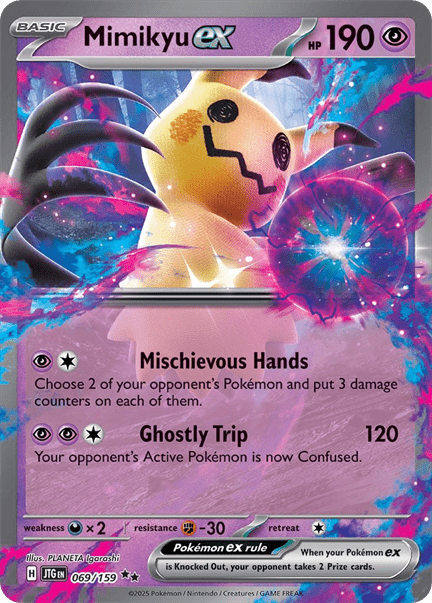 BASIC Mimikyu ex HP 190
Mischievous Hands
Choose 2 of your opponent's Pokémon and put 3 damage
counters on each of them.
Ghostly Trip 120
Your opponent's Active Pokémon is now Confused.
weakness ×2 resistance -30 retreat
Illus. PLANETA Igarashi
H JTG EN 069/159 ★★
Pokémon ex rule When your Pokémon ex
is Knocked Out, your opponent takes 2 Prize cards.
©2025 Pokémon / Nintendo / Creatures / GAME FREAK